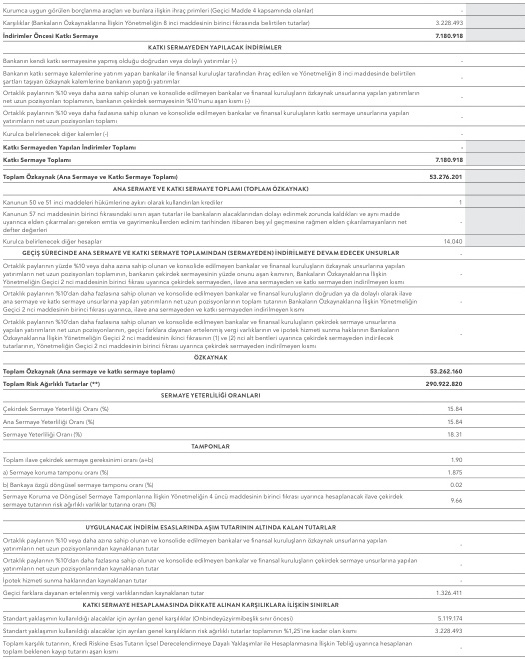 Kurumca uygun görülen borçlanma araçları ve bunlara ilişkin ihraç primleri (Geçici Madde 4 kapsamında olanlar) -
Karşılıklar (Bankaların Özkaynaklarına İlişkin Yönetmeliğin 8 inci maddesinin birinci fıkrasında belirtilen tutarlar) 3.228.493
İndirimler Öncesi Katkı Sermaye 7.180.918
KATKI SERMAYEDEN YAPILACAK İNDİRİMLER
Bankanın kendi katkı sermayesine yapmış olduğu doğrudan veya dolaylı yatırımlar (-) -
Bankanın katkı sermaye kalemlerine yatırım yapan bankalar ile finansal kuruluşlar tarafından ihraç edilen ve Yönetmeliğin 8 inci maddesinde belirtilen
şartları taşıyan özkaynak kalemlerine bankanın yaptığı yatırımlar -
Ortaklık paylarının %10 veya daha azına sahip olunan ve konsolide edilmeyen bankalar ve finansal kuruluşların özkaynak unsurlarına yapılan yatırımların
net uzun pozisyonları toplamının, bankanın çekirdek sermayesinin %10'nunu aşan kısmı (-) -
Ortaklık paylarının %10 veya daha fazlasına sahip olunan ve konsolide edilmeyen bankalar ve finansal kuruluşların katkı sermaye unsurlarına yapılan
yatırımların net uzun pozisyonları toplamı -
Kurulca belirlenecek diğer kalemler (-) -
Katkı Sermayeden Yapılan İndirimler Toplamı -
Katkı Sermaye Toplamı 7.180.918
Toplam Özkaynak (Ana Sermaye ve Katkı Sermaye Toplamı) 53.276.201
ANA SERMAYE VE KATKI SERMAYE TOPLAMI (TOPLAM ÖZKAYNAK)
Kanunun 50 ve 51 inci maddeleri hükümlerine aykırı olarak kullandırılan krediler 1
Kanunun 57 nci maddesinin birinci fıkrasındaki sınırı aşan tutarlar ile bankaların alacaklarından dolayı edinmek zorunda kaldıkları ve aynı madde
uyarınca elden çıkarmaları gereken emtia ve gayrimenkullerden edinim tarihinden itibaren beş yıl geçmesine rağmen elden çıkarılamayanların net
defter değerleri -
Kurulca belirlenecek diğer hesaplar 14.040
GEÇİŞ SÜRECİNDE ANA SERMAYE VE KATKI SERMAYE TOPLAMINDAN (SERMAYEDEN) İNDİRİLMEYE DEVAM EDECEK UNSURLAR -
Ortaklık paylarının yüzde %10 veya daha azına sahip olunan ve konsolide edilmeyen bankalar ve finansal kuruluşların özkaynak unsurlarına yapılan
yatırımların net uzun pozisyonları toplamının, bankanın çekirdek sermayesinin yüzde onunu aşan kısmının, Bankaların Özkaynaklarına İlişkin
Yönetmeliğin Geçici 2 nci maddesinin birinci fıkrası uyarınca çekirdek sermayeden, ilave ana sermayeden ve katkı sermayeden indirilmeyen kısmı -
Ortaklık paylarının %10'dan daha fazlasına sahip olunan ve konsolide edilmeyen bankalar ve finansal kuruluşların doğrudan ya da dolaylı olarak ilave
ana sermaye ve katkı sermaye unsurlarına yapılan yatırımların net uzun pozisyonlarının toplam tutarının Bankaların Özkaynaklarına İlişkin Yönetmeliğin
Geçici 2 nci maddesinin birinci fıkrası uyarınca, ilave ana sermayeden ve katkı sermayeden indirilmeyen kısmı -
Ortaklık paylarının %10'dan daha fazlasına sahip olunan ve konsolide edilmeyen bankalar ve finansal kuruluşların çekirdek sermaye unsurlarına
yapılan yatırımların net uzun pozisyonlarının, geçici farklara dayanan ertelenmiş vergi varlıklarının ve ipotek hizmeti sunma haklarının Bankaların
Özkaynaklarına İlişkin Yönetmeliğin Geçici 2 nci maddesinin ikinci fıkrasının (1) ve (2) nci alt bentleri uyarınca çekirdek sermayeden indirilecek
tutarlarının, Yönetmeliğin Geçici 2 nci maddesinin birinci fıkrası uyarınca çekirdek sermayeden indirilmeyen kısmı -
ÖZKAYNAK
Toplam Özkaynak (Ana sermaye ve katkı sermaye toplamı) 53.262.160
Toplam Risk Ağırlıklı Tutarlar (**) 290.922.820
SERMAYE YETERLİLİĞİ ORANLARI
Çekirdek Sermaye Yeterliliği Oranı (%) 15.84
Ana Sermaye Yeterliliği Oranı (%) 15.84
Sermaye Yeterliliği Oranı (%) 18.31
TAMPONLAR
Toplam ilave çekirdek sermaye gereksinimi oranı (a+b) 1.90
a) Sermaye koruma tamponu oranı (%) 1.875
b) Bankaya özgü döngüsel sermaye tamponu oranı (%) 0.02
Sermaye Koruma ve Döngüsel Sermaye Tamponlarına İlişkin Yönetmeliğin 4 üncü maddesinin birinci fıkrası uyarınca hesaplanacak ilave çekirdek
sermaye tutarının risk ağırlıklı varlıklar tutarına oranı (%) 9.66
UYGULANACAK İNDİRİM ESASLARINDA AŞIM TUTARININ ALTINDA KALAN TUTARLAR
Ortaklık paylarının %10 veya daha azına sahip olunan ve konsolide edilmeyen bankalar ve finansal kuruluşların özkaynak unsurlarına yapılan
yatırımların net uzun pozisyonlarından kaynaklanan tutar -
Ortaklık paylarının %10'dan daha fazlasına sahip olunan ve konsolide edilmeyen bankalar ve finansal kuruluşların çekirdek sermaye unsurlarına yapılan
yatırımların net uzun pozisyonlarından kaynaklanan tutar -
İpotek hizmeti sunma haklarından kaynaklanan tutar -
Geçici farklara dayanan ertelenmiş vergi varlıklarından kaynaklanan tutar 1.326.411
KATKI SERMAYE HESAPLAMASINDA DİKKATE ALINAN KARŞILIKLARA İLİŞKİN SINIRLAR
Standart yaklaşımın kullanıldığı alacaklar için ayrılan genel karşılıklar (Onbindeyüzyirmibeşlik sınır öncesi) 5.119.174
Standart yaklaşımın kullanıldığı alacaklar için ayrılan genel karşılıkların risk ağırlıklı tutarlar toplamının %1,25'ine kadar olan kısmı 3.228.493
Toplam karşılık tutarının, Kredi Riskine Esas Tutarın İçsel Derecelendirmeye Dayalı Yaklaşımlar ile Hesaplanmasına İlişkin Tebliğ uyarınca hesaplanan
toplam beklenen kayıp tutarını aşan kısmı -